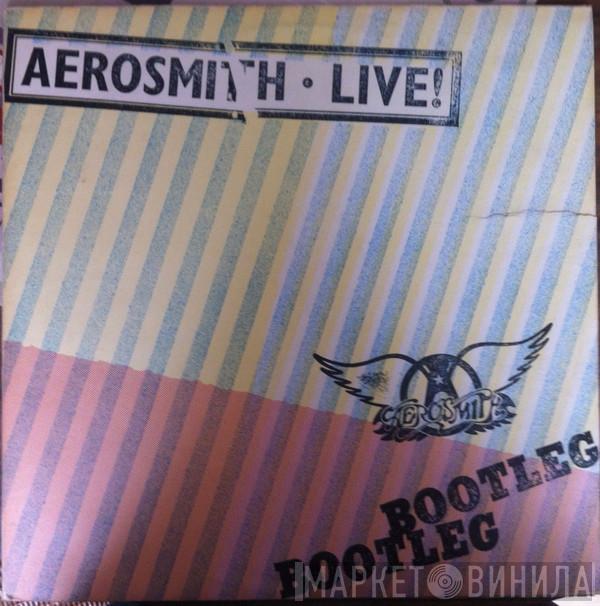 AEROSMITH · LIVE!
AEROSMITH
BOOTLEG
BOOTLEG
МАРКЕТ ВИНИЛА